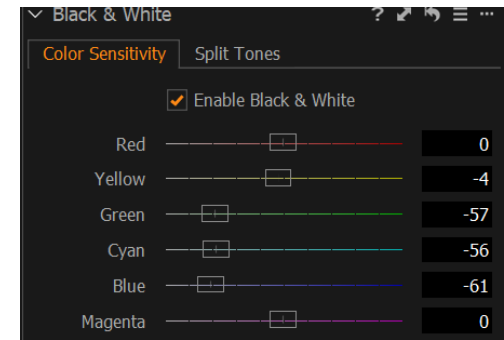 Black & White ? ...
Color Sensitivity Split Tones
Enable Black & White
Red 0
Yellow -4
Green -57
Cyan -56
Blue -61
Magenta 0